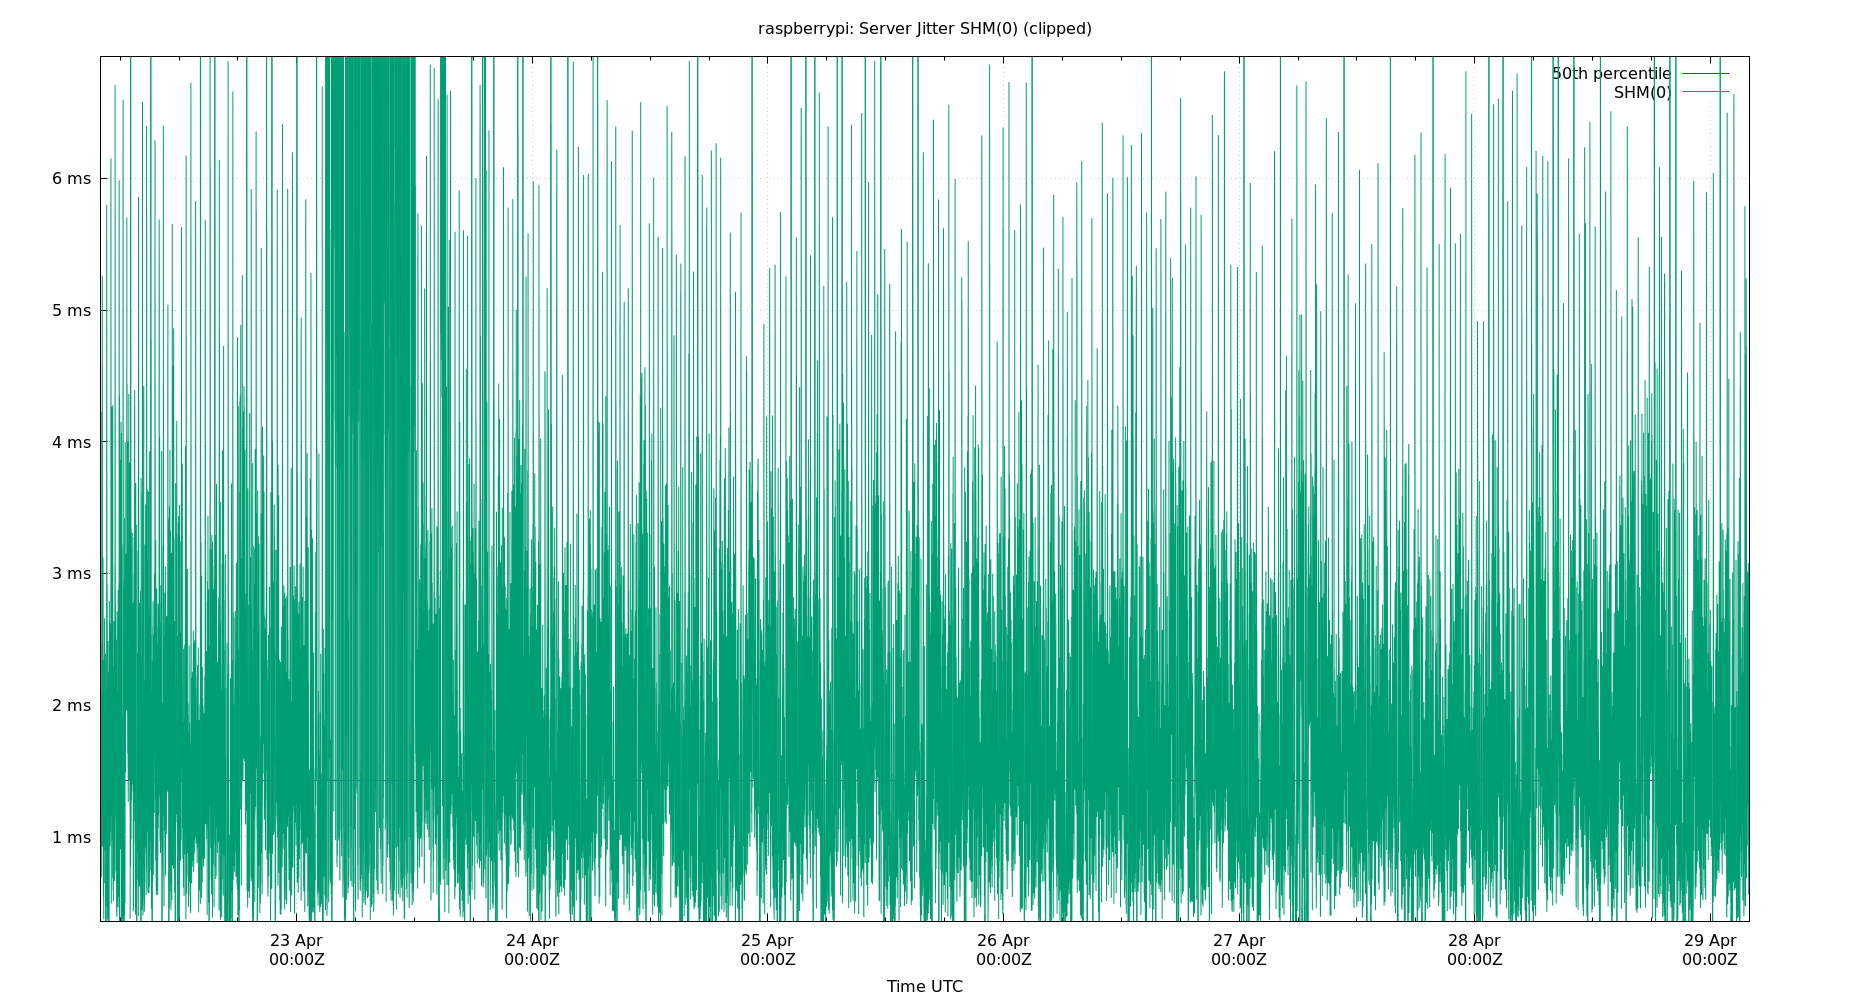 raspberrypi: Server Jitter SHM(0) (clipped)
50th percentile
SHM(0)
6 ms
5 ms
4 ms
3 ms
2 ms
1 ms
23 Apr 24 Apr 25 Apr 26 Apr 27 Apr 28 Apr 29 Apr
00:00Z 00:00Z 00:00Z 00:00Z 00:00Z 00:00Z 00:00Z
Time UTC